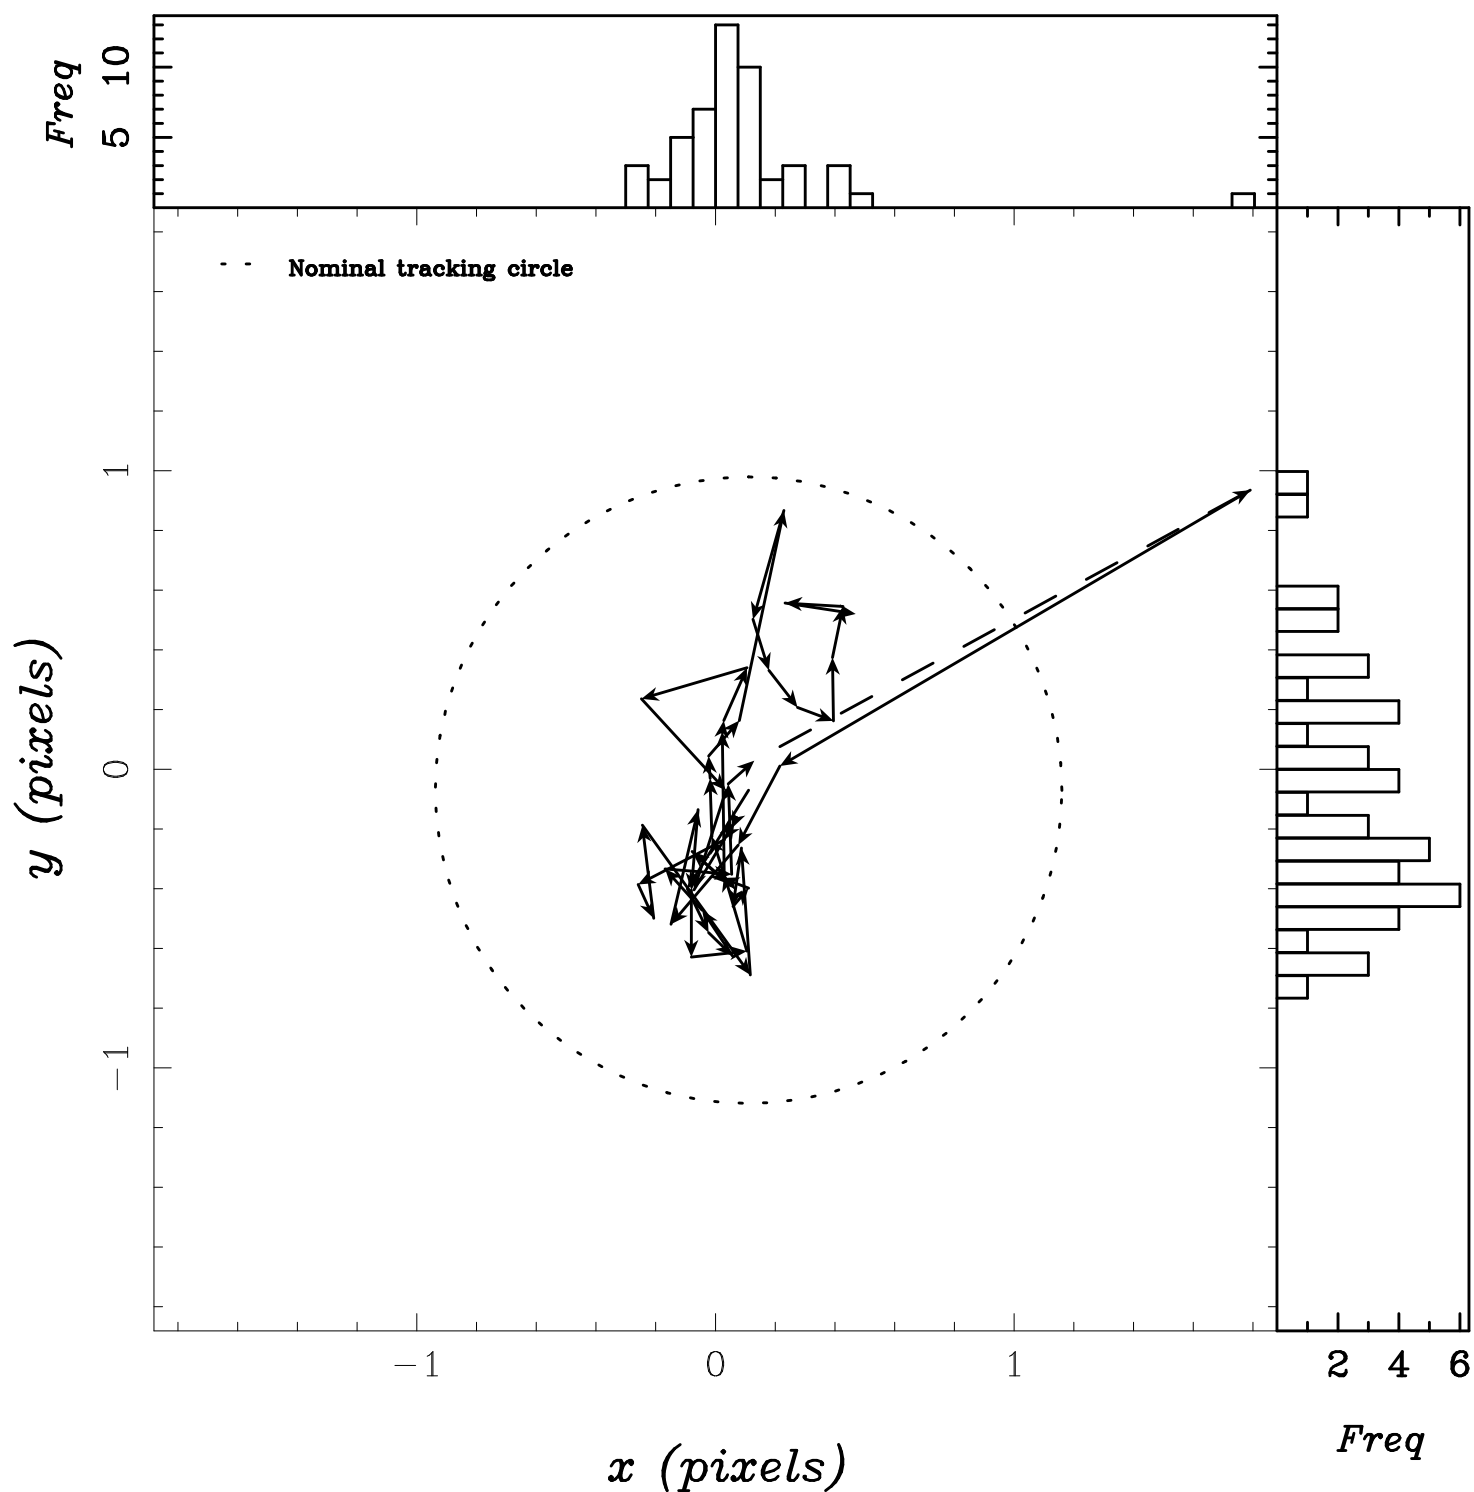 Freq
10
5
Nominal tracking circle
y (pixels)
1
0
−1
−1 0 1
2 4 6
Freq
x (pixels)